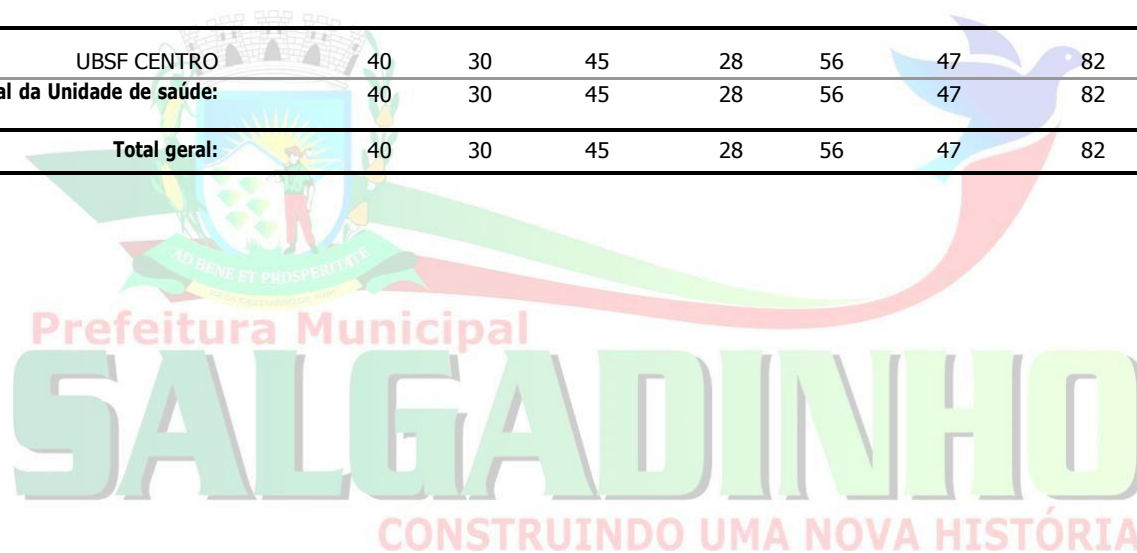 UBSF CENTRO 40 30 45 28 56 47 82
al da Unidade de saúde: 40 30 45 28 56 47 82
Total geral: 40 30 45 28 56 47 82
AD BENE ET PROSPERITATE
Prefeitura Municipal
SALGADINHO
CONSTRUINDO UMA NOVA HISTÓRIA